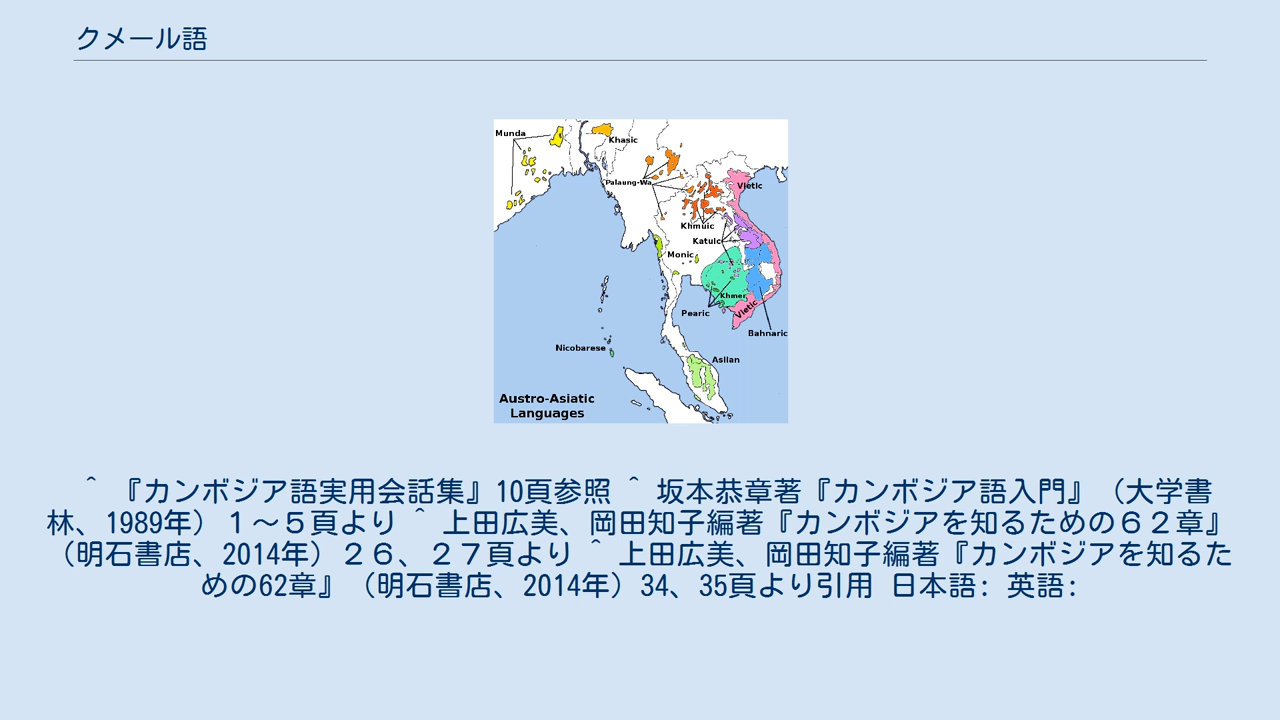 クメール語
Munda
Khasic
Palaung-Wa
Vietic
Khmuic
Katuic
Monic
Khmer
Pearic
Vietic
Bahnaric
Nicobarese
Aslian
Austro-Asiatic
Languages
^ 『カンボジア語実用会話集』10頁参照 ^ 坂本恭章著『カンボジア語入門』（大学書
林、1989年）１〜５頁より ^ 上田広美、岡田知子編著『カンボジアを知るための６２章』
（明石書店、2014年）２６、２７頁より ^ 上田広美、岡田知子編著『カンボジアを知るた
めの62章』（明石書店、2014年）34、35頁より引用 日本語: 英語: